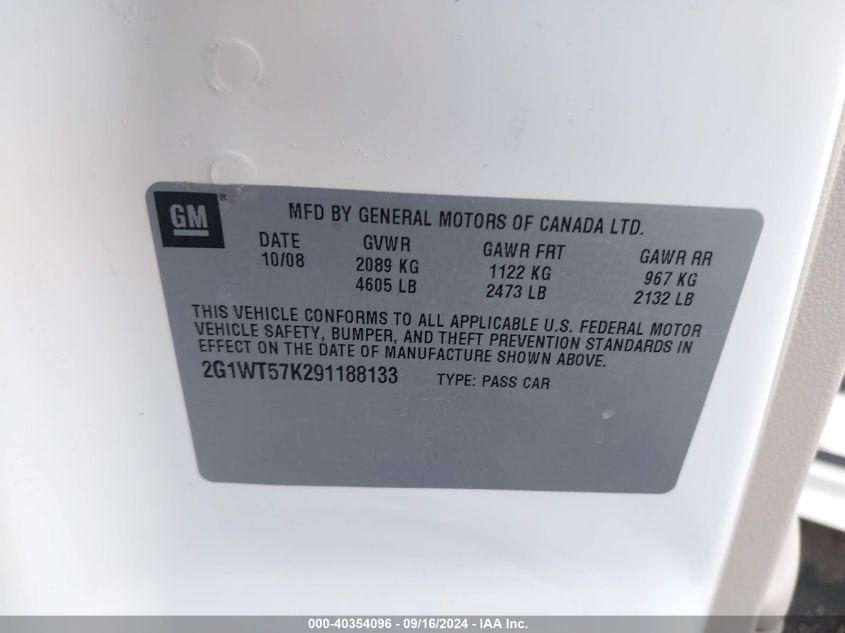 GM
MFD BY GENERAL MOTORS OF CANADA LTD.
DATE GVWR GAWR FRT GAWR RR
10/08 2089 KG 1122 KG 967 KG
4605 LB 2473 LB 2132 LB
THIS VEHICLE CONFORMS TO ALL APPLICABLE U.S. FEDERAL MOTOR
VEHICLE SAFETY, BUMPER, AND THEFT PREVENTION STANDARDS IN
EFFECT ON THE DATE OF MANUFACTURE SHOWN ABOVE.
2G1WT57K291188133 TYPE: PASS CAR
000-40354096 - 09/16/2024 - IAA Inc.